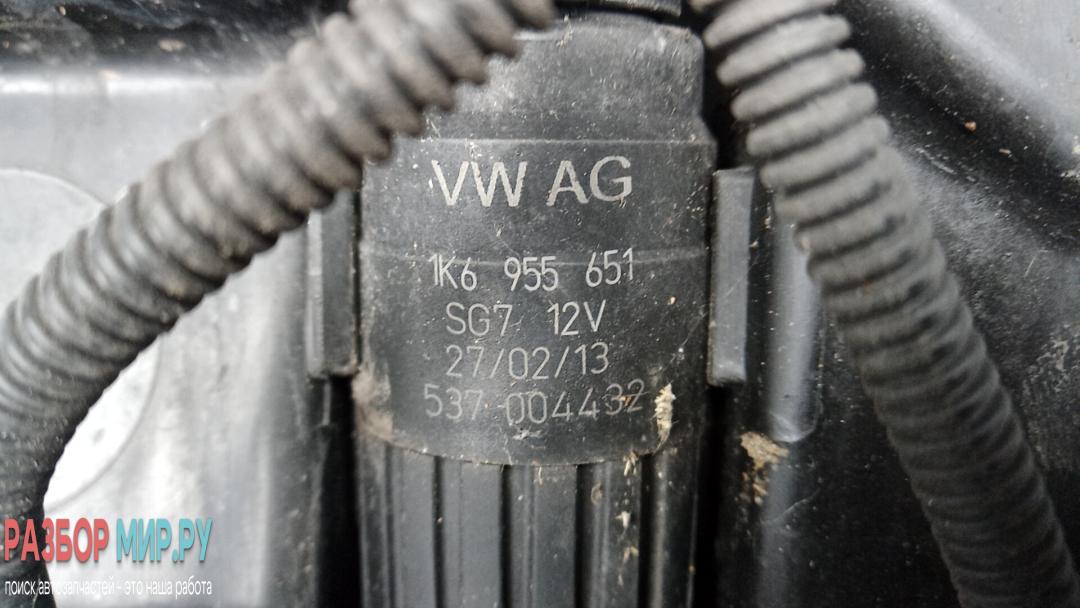 VW AG
1K6 955 651
SG7 12V
27/02/13
537-004432
РАЗБОР МИР.РУ
поиск автозапчастей - это наша работа